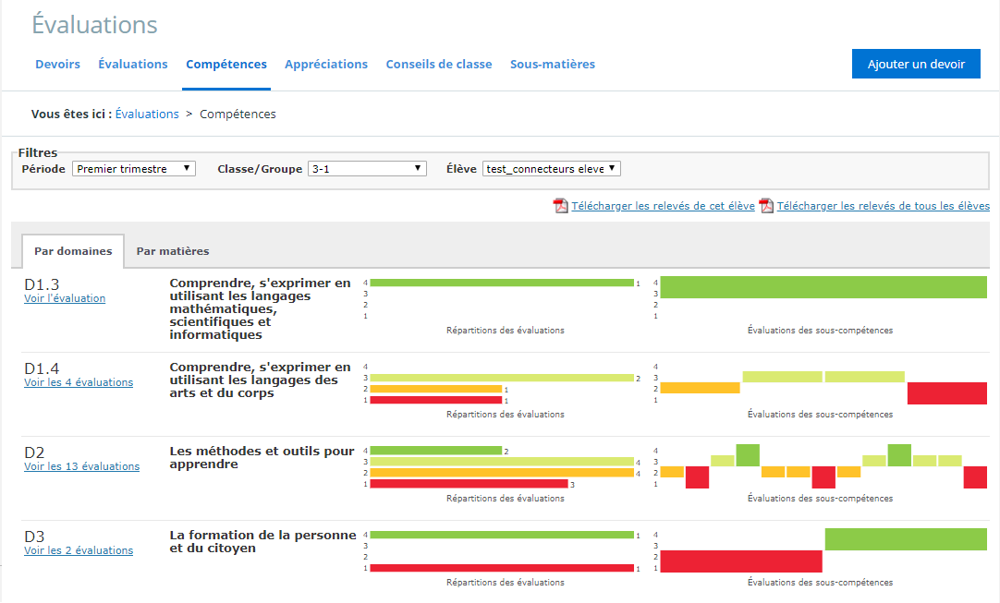 Évaluations
Devoirs Évaluations Compétences Appréciations Conseils de classe Sous-matières Ajouter un devoir
Vous êtes ici : Évaluations > Compétences
Filtres
Période Premier trimestre Classe/Groupe 3-1 Élève test_connecteurs eleve
Télécharger les relevés de cet élève Télécharger les relevés de tous les élèves
Par domaines Par matières
D1.3
Voir l'évaluation
Comprendre, s'exprimer en
utilisant les langages
mathématiques,
scientifiques et
informatiques
4 1
3
2
1
Répartitions des évaluations
4
3
2
1
Évaluations des sous-compétences
D1.4
Voir les 4 évaluations
Comprendre, s'exprimer en
utilisant les langages des
arts et du corps
4
3 2
2 1
1 1
Répartitions des évaluations
4
3
2
1
Évaluations des sous-compétences
D2
Voir les 13 évaluations
Les méthodes et outils pour
apprendre
4 2
3 4
2 4
1 3
Répartitions des évaluations
4
3
2
1
Évaluations des sous-compétences
D3
Voir les 2 évaluations
La formation de la personne
et du citoyen
4 1
3
2
1 1
Répartitions des évaluations
4
3
2
1
Évaluations des sous-compétences